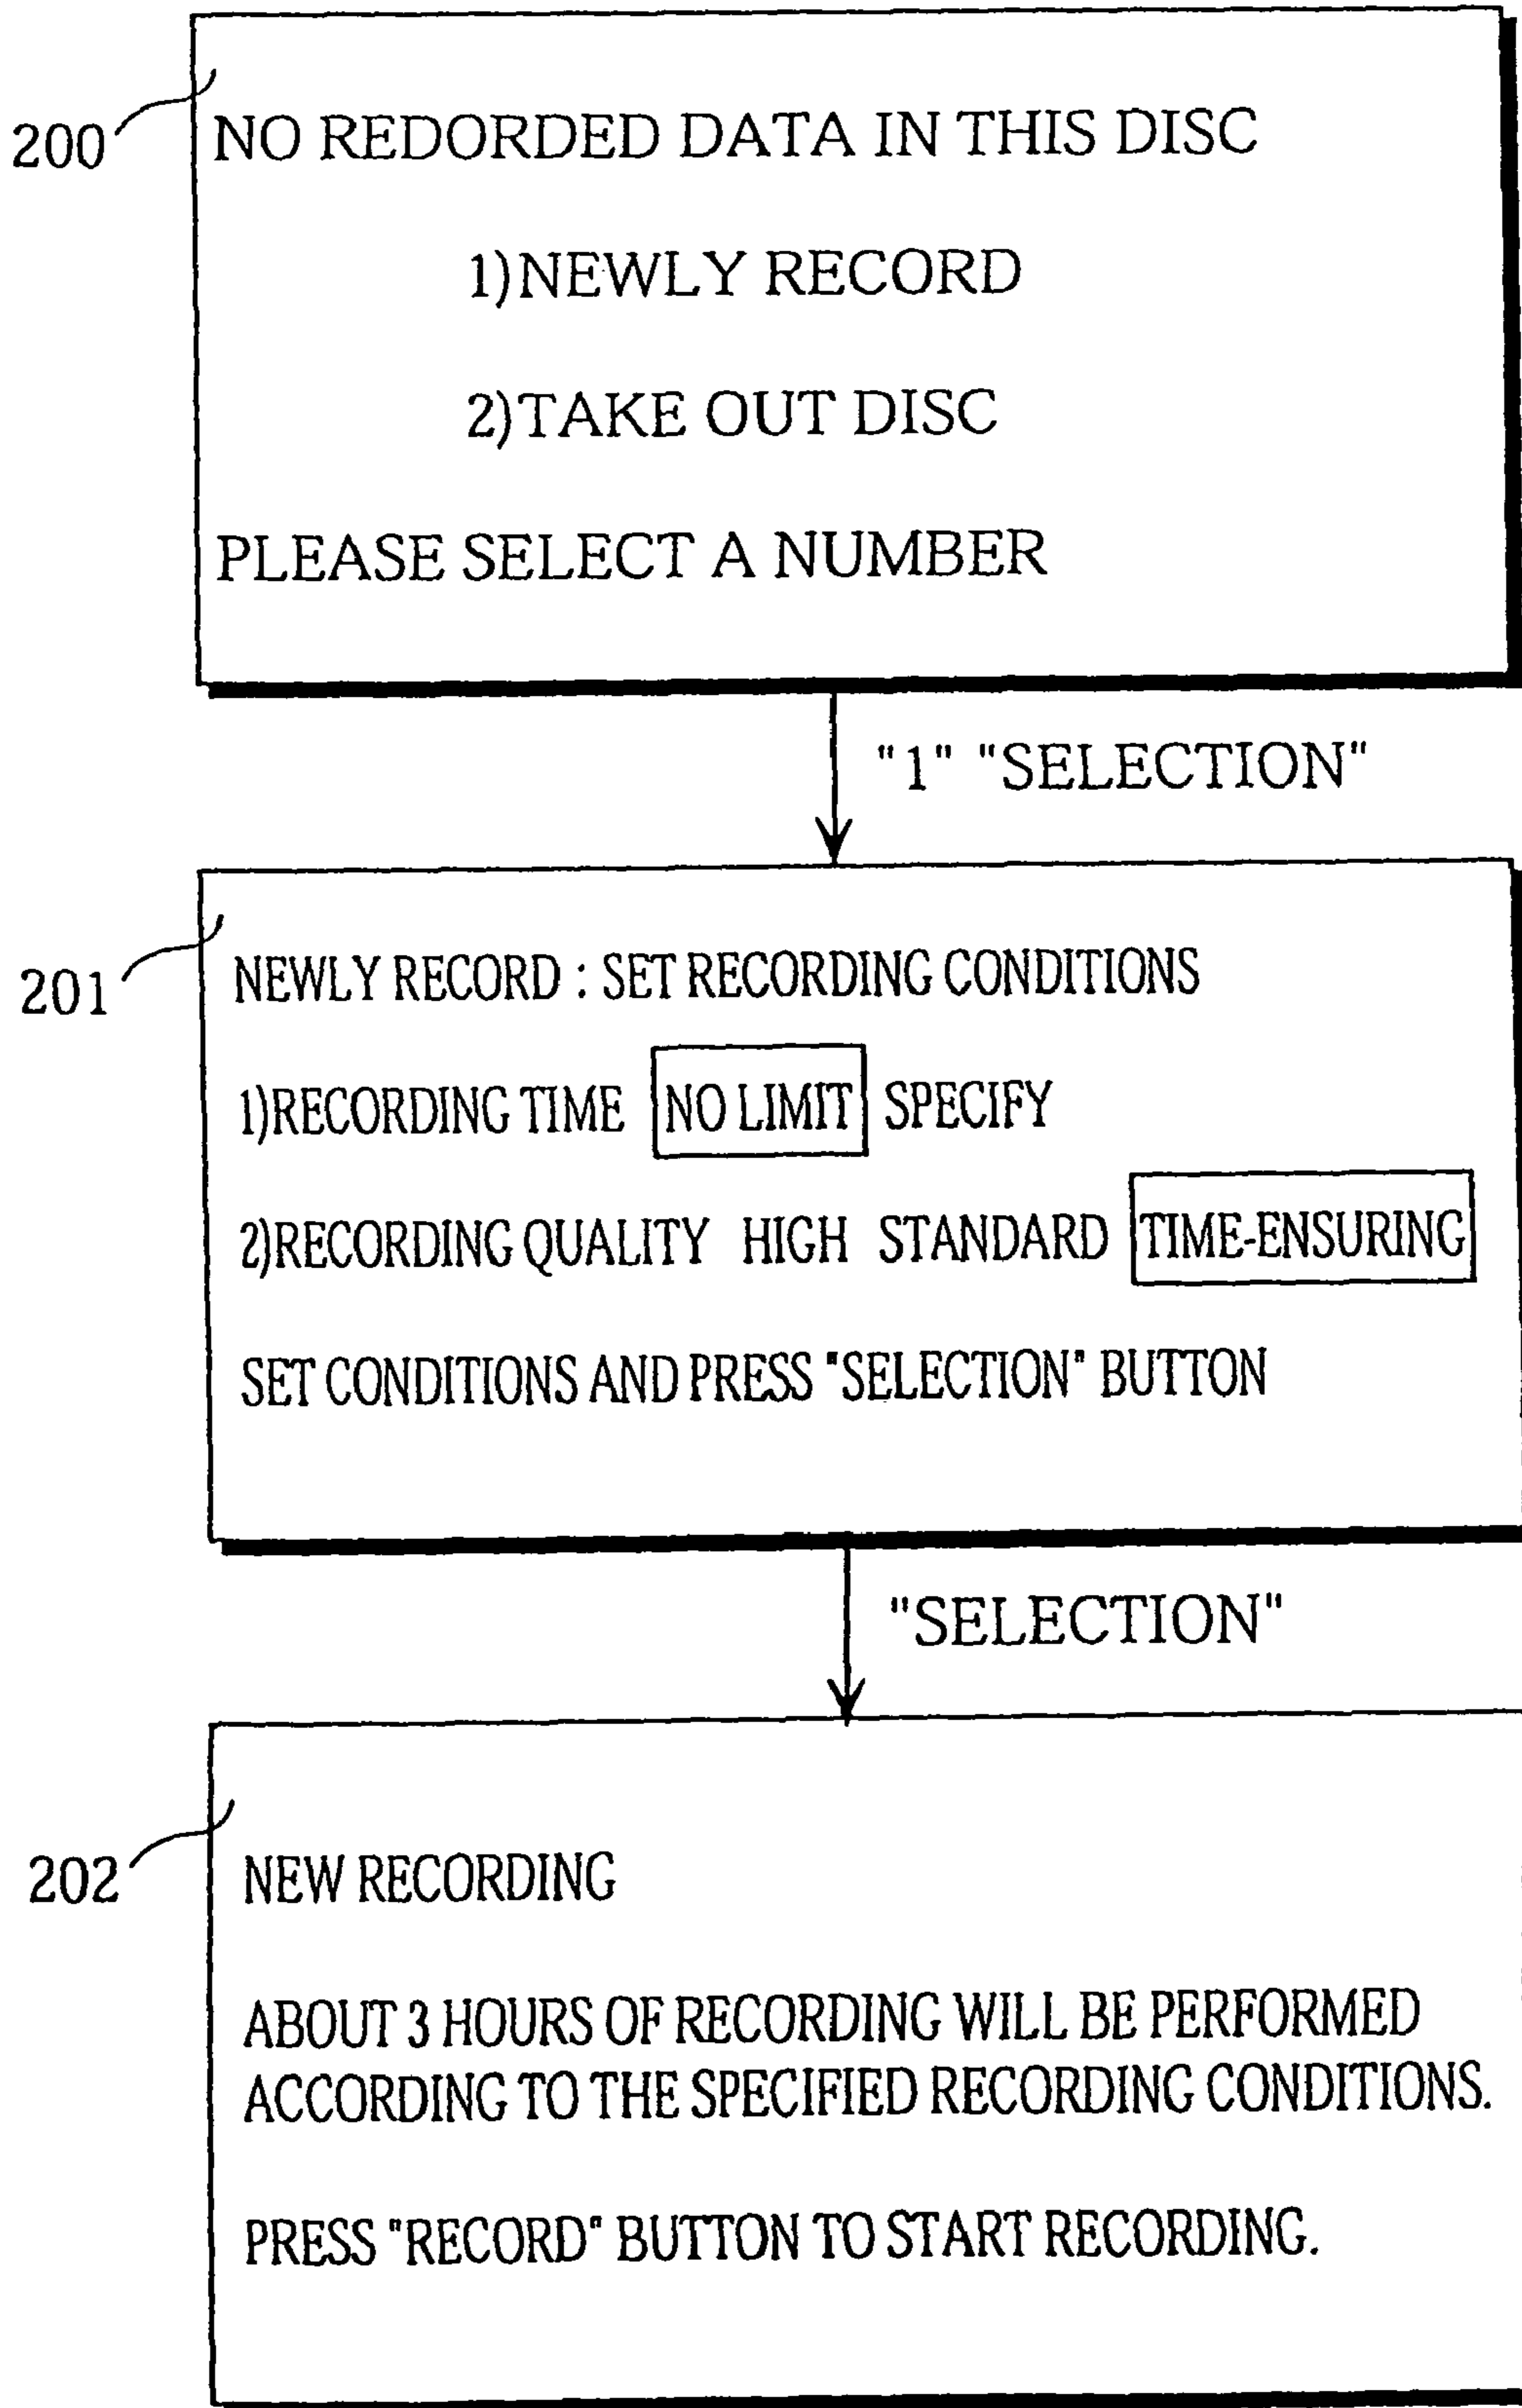 200
NO REDORDED DATA IN THIS DISC
1)NEWLY RECORD
2)TAKE OUT DISC
PLEASE SELECT A NUMBER
"1" "SELECTION"
201
NEWLY RECORD : SET RECORDING CONDITIONS
1)RECORDING TIME NO LIMIT SPECIFY
2)RECORDING QUALITY HIGH STANDARD TIME-ENSURING
SET CONDITIONS AND PRESS "SELECTION" BUTTON
"SELECTION"
202
NEW RECORDING
ABOUT 3 HOURS OF RECORDING WILL BE PERFORMED
ACCORDING TO THE SPECIFIED RECORDING CONDITIONS.
PRESS "RECORD" BUTTON TO START RECORDING.